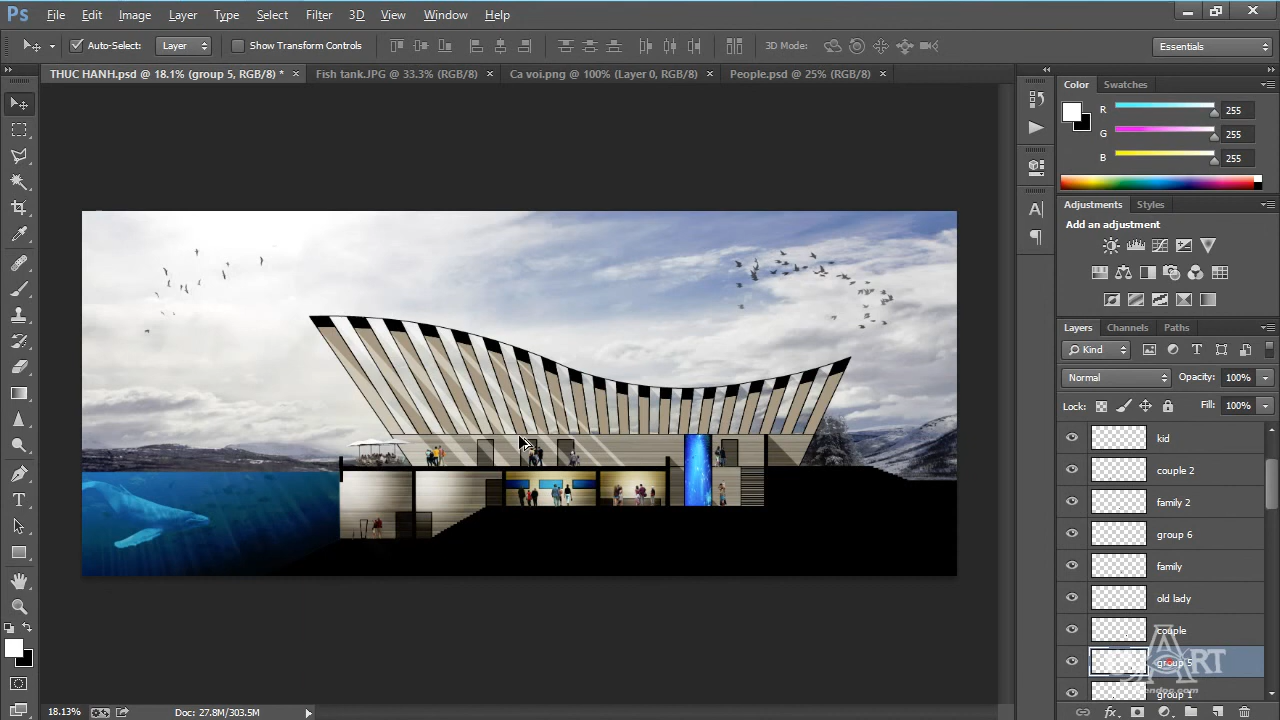 Ps File Edit Image Layer Type Select Filter 3D View Window Help
Auto-Select: Layer Show Transform Controls 3D Mode: Essentials
THUC HANH.psd @ 18.1% (group 5, RGB/8) * × Fish tank.JPG @ 33.3% (RGB/8) × Ca voi.png @ 100% (Layer 0, RGB/8) × People.psd @ 25% (RGB/8) ×
Color Swatches
R 255
G 255
B 255
Adjustments Styles
Add an adjustment
Layers Channels Paths
Kind
Normal Opacity: 100%
Lock: Fill: 100%
kid
couple 2
family 2
group 6
family
old lady
couple
group 5
group 1
ART
18.13% Doc: 27.8M/303.5M